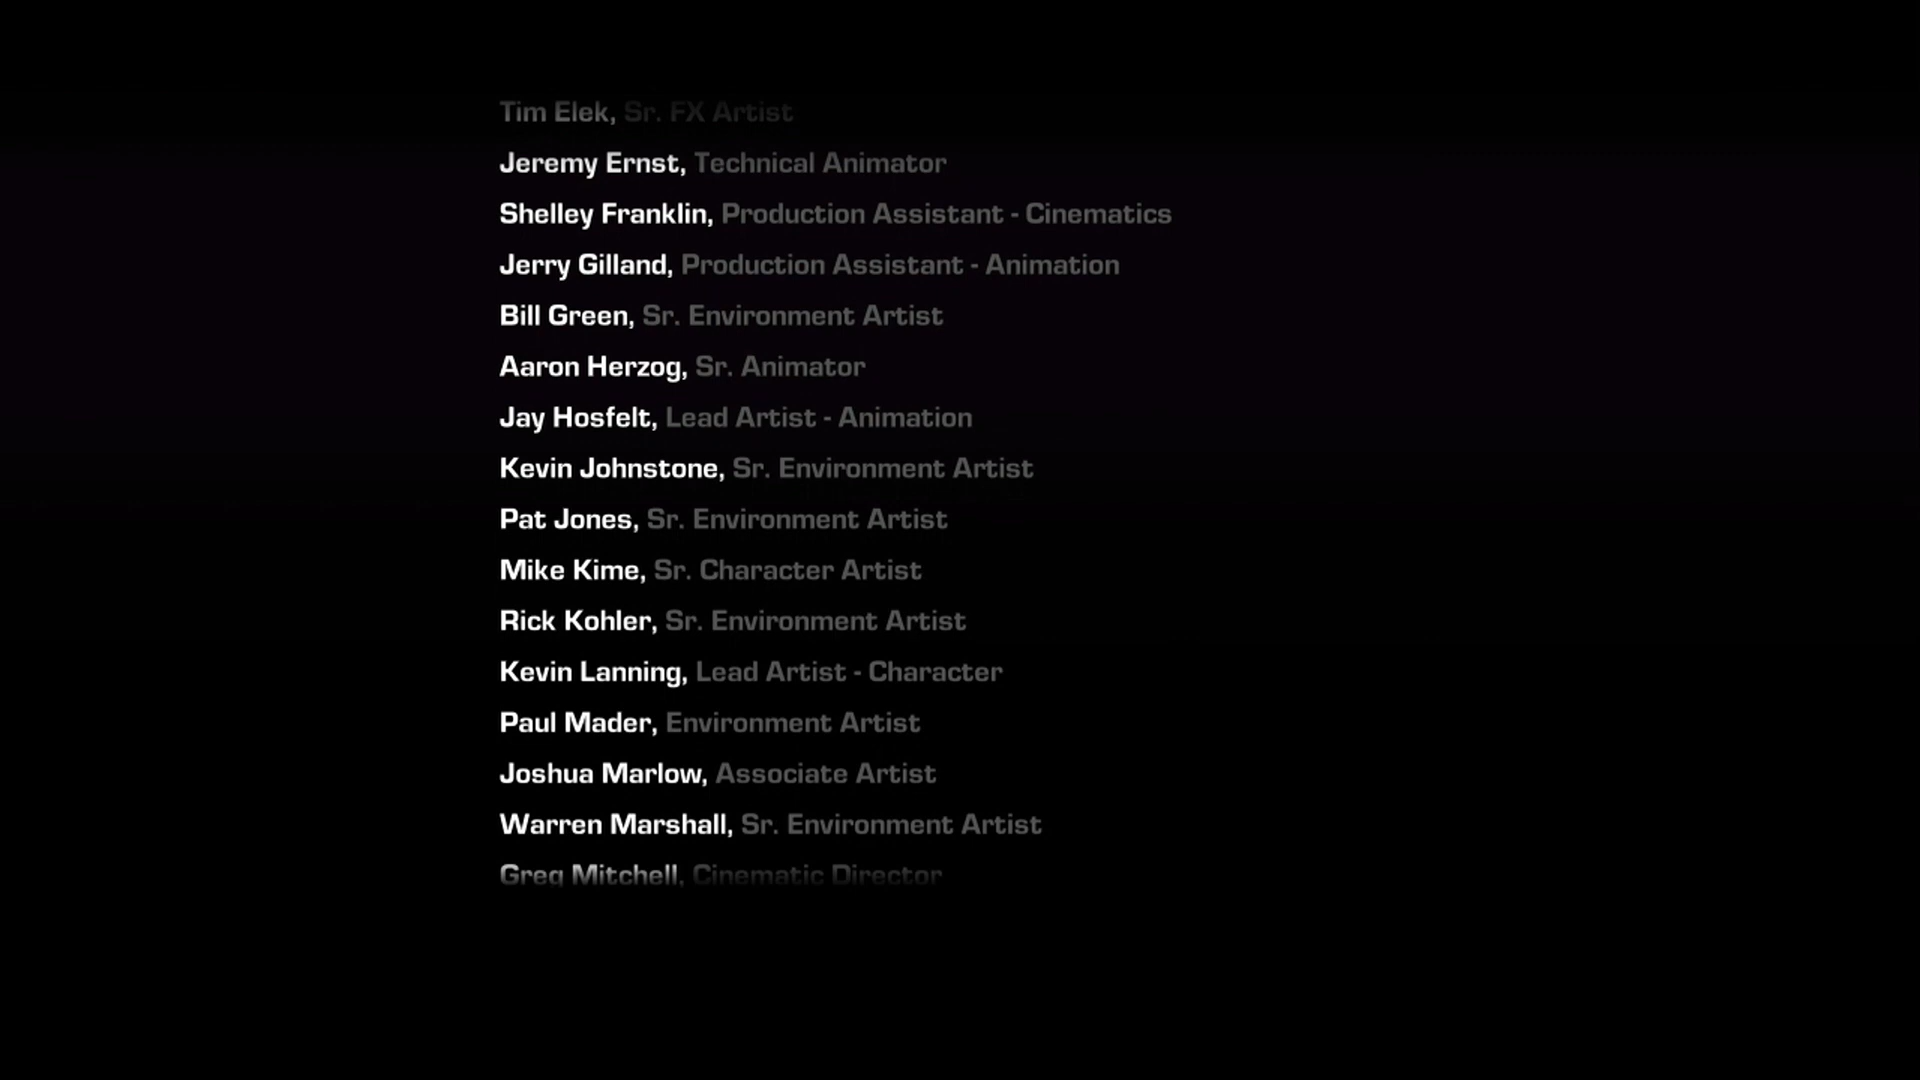 Tim Elek, Sr. FX Artist
Jeremy Ernst, Technical Animator
Shelley Franklin, Production Assistant - Cinematics
Jerry Gilland, Production Assistant - Animation
Bill Green, Sr. Environment Artist
Aaron Herzog, Sr. Animator
Jay Hosfelt, Lead Artist - Animation
Kevin Johnstone, Sr. Environment Artist
Pat Jones, Sr. Environment Artist
Mike Kime, Sr. Character Artist
Rick Kohler, Sr. Environment Artist
Kevin Lanning, Lead Artist - Character
Paul Mader, Environment Artist
Joshua Marlow, Associate Artist
Warren Marshall, Sr. Environment Artist
Greg Mitchell, Cinematic Director